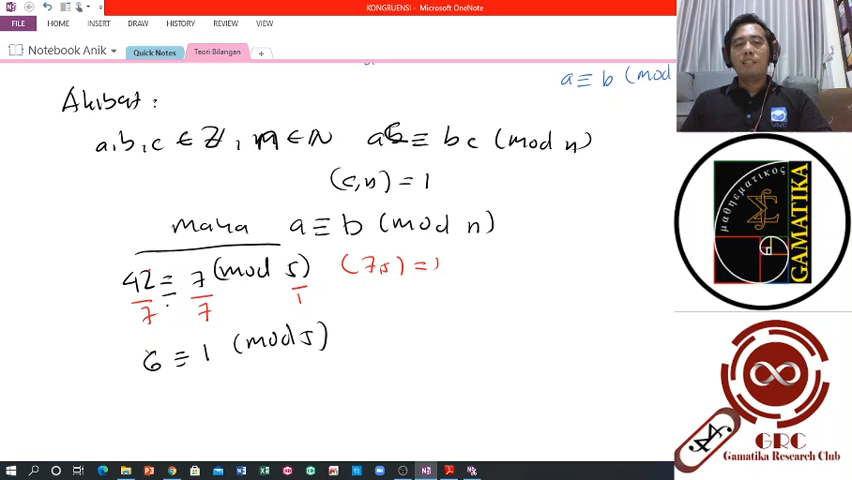 KONGRUENSI - Microsoft OneNote
FILE HOME INSERT DRAW HISTORY REVIEW VIEW
Notebook Anik Quick Notes Teori Bilangan +
a ≡ b (mod
Akibat :
a,b,c ∈ Z, n ∈ N ac ≡ bc (mod n)
(c,n) = 1
maka a ≡ b (mod n)
42 ≡ 7 (mod 5) (7,5) = 1
7 7 1
6 ≡ 1 (mod 5)
μαθηματικος
GAMATIKA
GRC
Gamatika Research Club